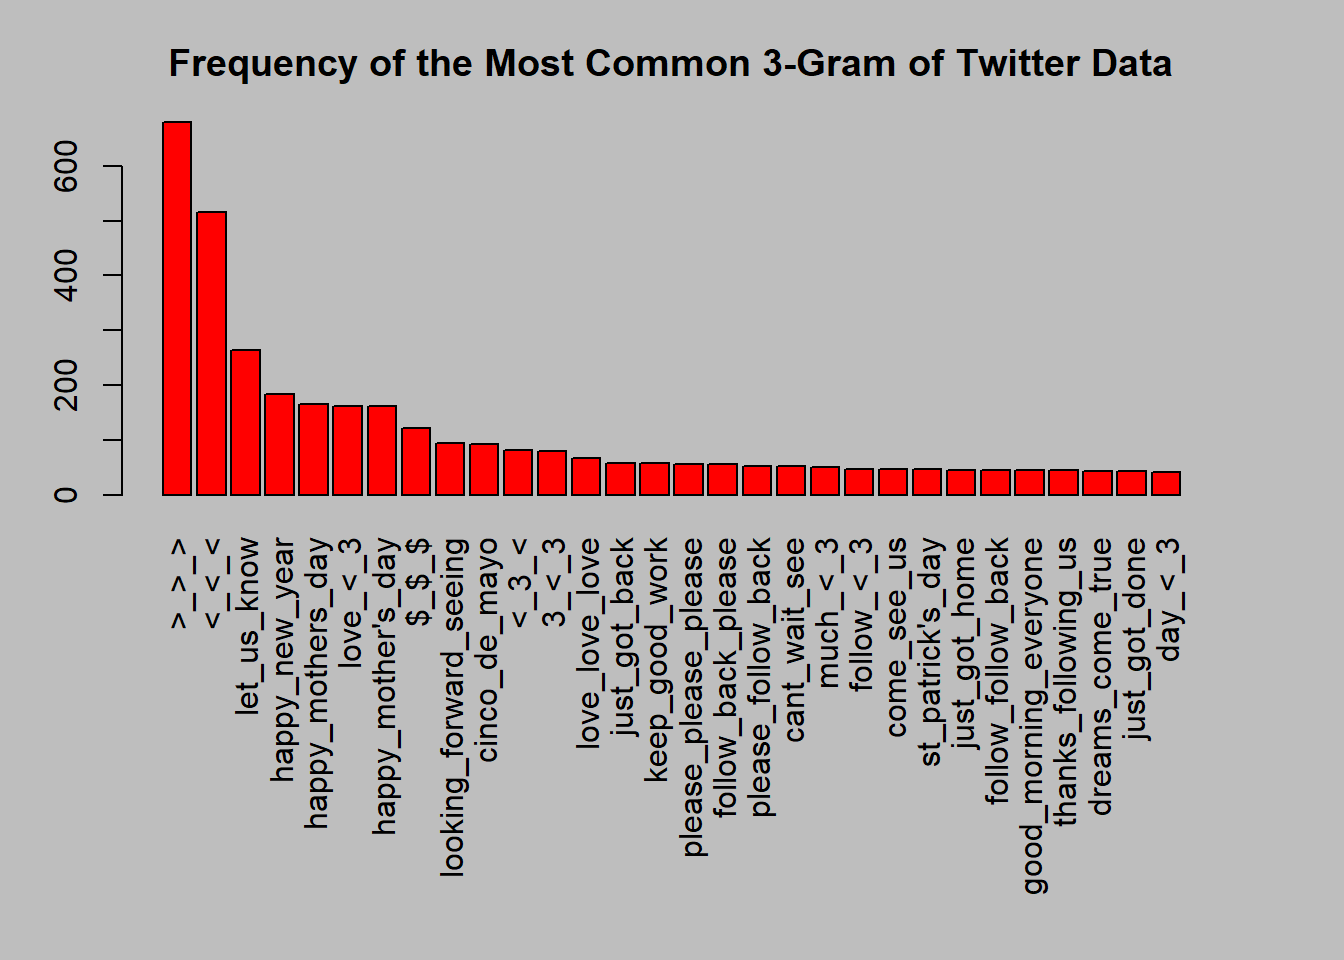 Frequency of the Most Common 3-Gram of Twitter Data
600
400
200
0
>_>_>
<_<_<
let_us_know
happy_new_year
happy_mothers_day
love_<_3
happy_mother's_day
$_$_$
looking_forward_seeing
cinco_de_mayo
<_3_<
3_<_3
love_love_love
just_got_back
keep_good_work
please_please_please
follow_back_please
please_follow_back
cant_wait_see
much_<_3
follow_<_3
come_see_us
st_patrick's_day
just_got_home
follow_follow_back
good_morning_everyone
thanks_following_us
dreams_come_true
just_got_done
day_<_3